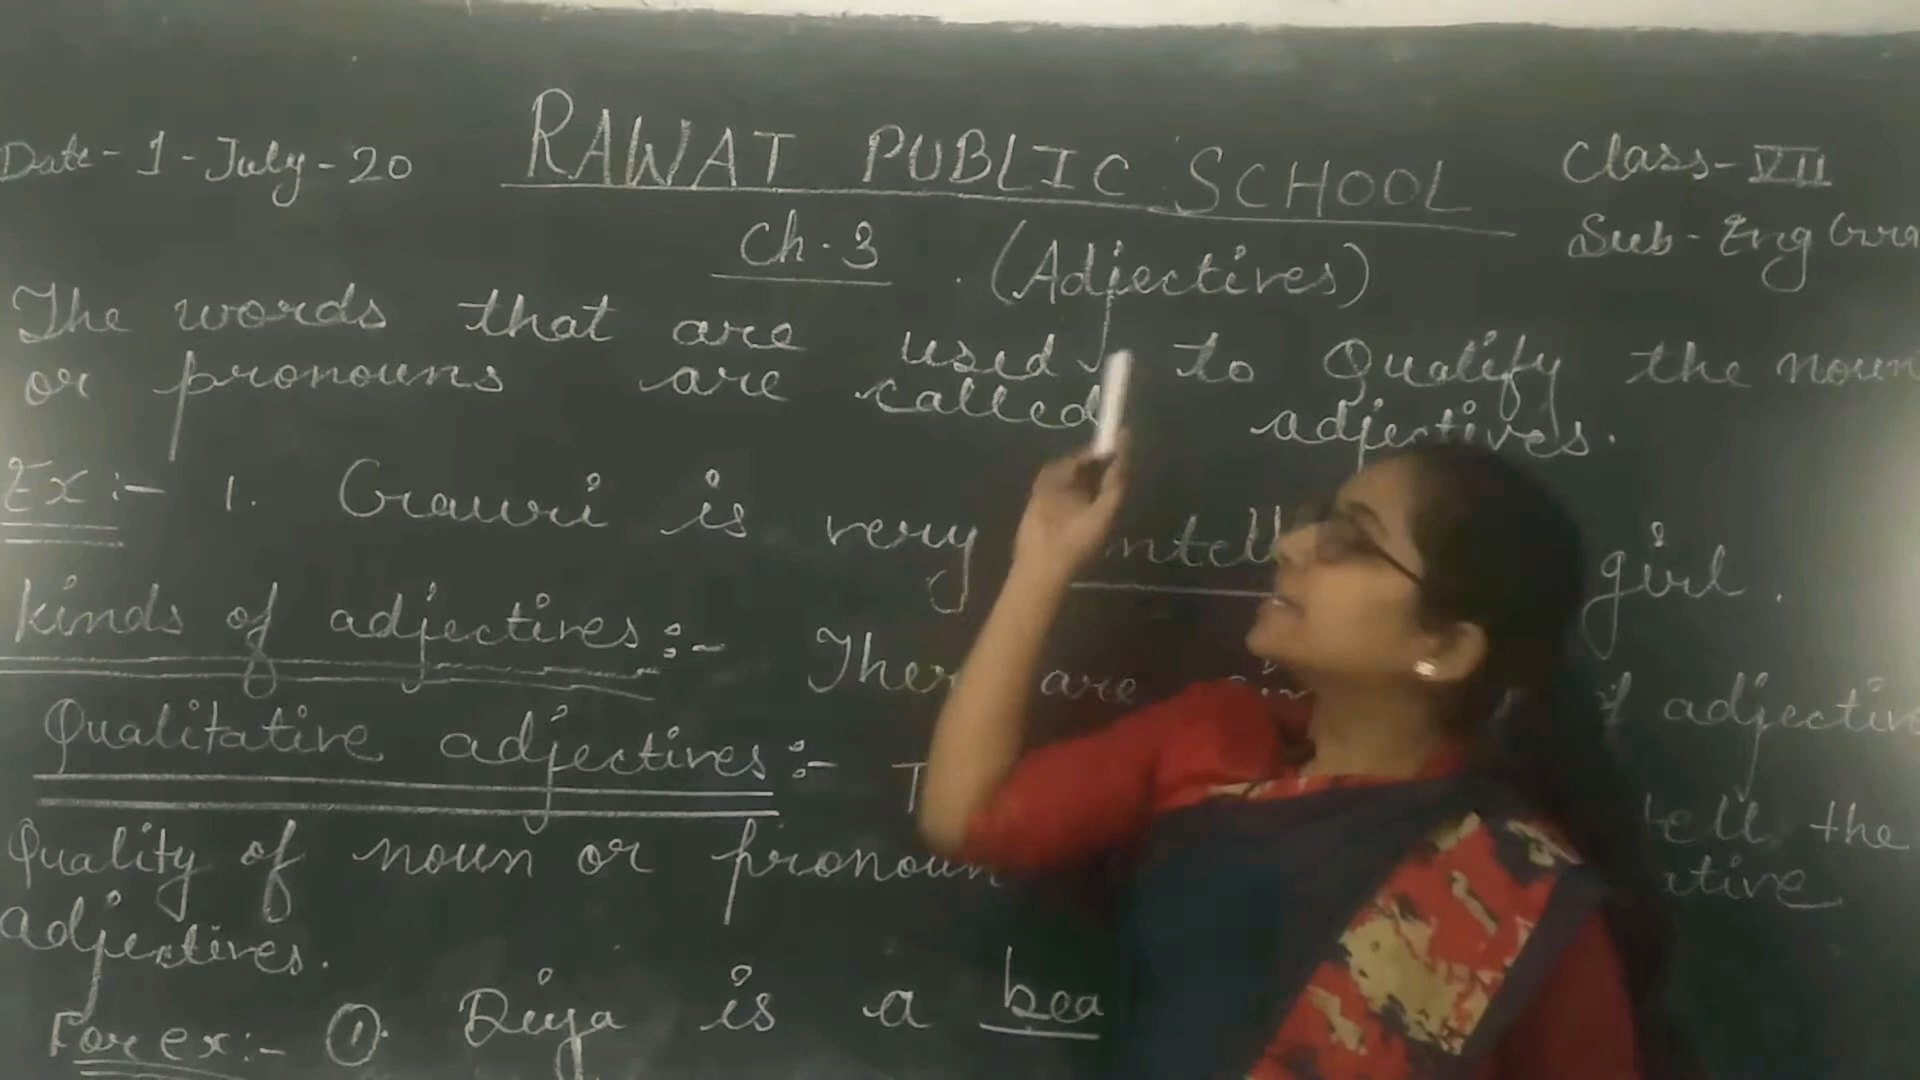 Date-1-July-20 RAWAT PUBLIC SCHOOL Class-VII
Ch.3 (Adjectives) Sub-Eng
The words that are used to Qualify the noun
or pronouns are called adjectives.
Ex:- 1. Gauri is very girl.
Kinds of adjectives:- are adjective
Qualitative adjectives:- tell the
Quality of noun or pronoun
adjectives.
For ex:- ①. Diya is a